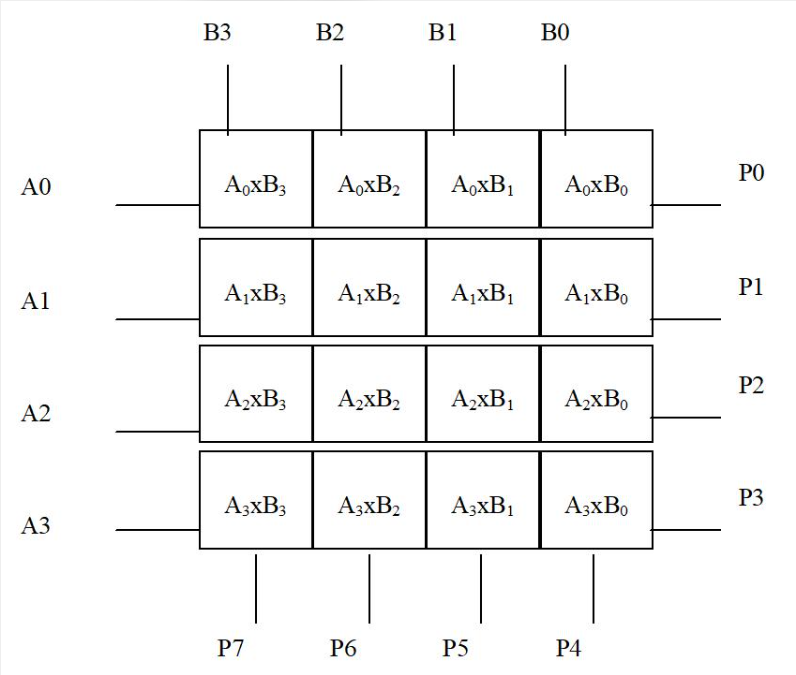 B3 B2 B1 B0
A0 A₀xB₃ A₀xB₂ A₀xB₁ A₀xB₀ P0
A1 A₁xB₃ A₁xB₂ A₁xB₁ A₁xB₀ P1
A2 A₂xB₃ A₂xB₂ A₂xB₁ A₂xB₀ P2
A3 A₃xB₃ A₃xB₂ A₃xB₁ A₃xB₀ P3
P7 P6 P5 P4